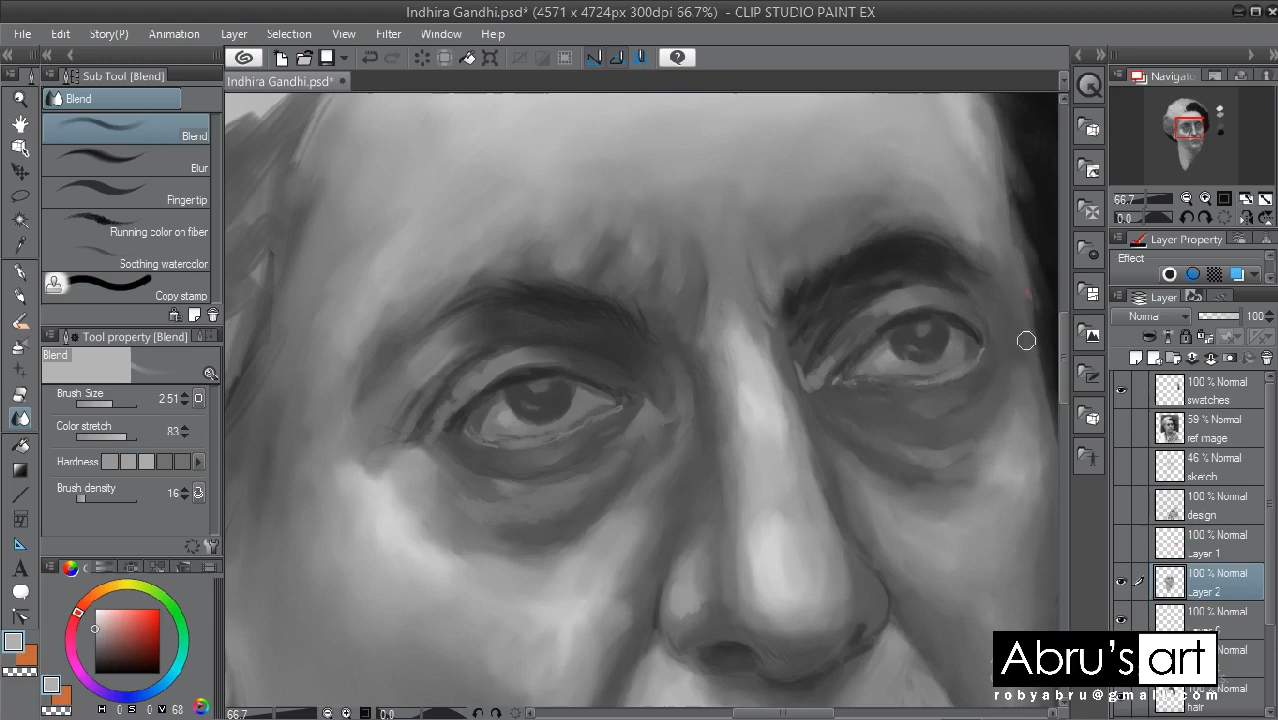 Indhira Gandhi.psd* (4571 x 4724px 300dpi 66.7%) - CLIP STUDIO PAINT EX
File Edit Story(P) Animation Layer Selection View Filter Window Help
Sub Tool [Blend]
Indhira Gandhi.psd*
Navigato
Blend
Blend
Blur
Fingertip
Running color on fiber
Soothing watercolor
Copy stamp
66.7
0.0
Layer Property
Effect
Layer
Normal
100
Tool property [Blend]
Blend
Brush Size
251
Color stretch
83
Hardness
Brush density
16
100 % Normal
swatches
59 % Normal
ref image
46 % Normal
sketch
100 % Normal
design
100 % Normal
Layer 1
100 % Normal
Layer 2
100 % Normal
100 % Normal
100 % Normal
hair
Abru's art
robyabru@gmail.com
H 0 S 0 V 68
66.7
0.0